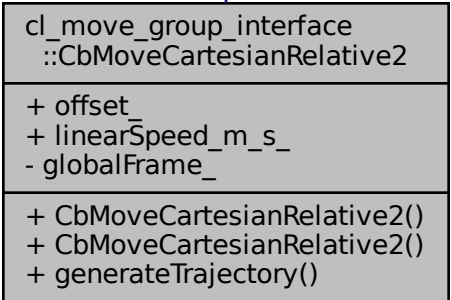 cl_move_group_interface
::CbMoveCartesianRelative2
+ offset_
+ linearSpeed_m_s_
- globalFrame_
+ CbMoveCartesianRelative2()
+ CbMoveCartesianRelative2()
+ generateTrajectory()